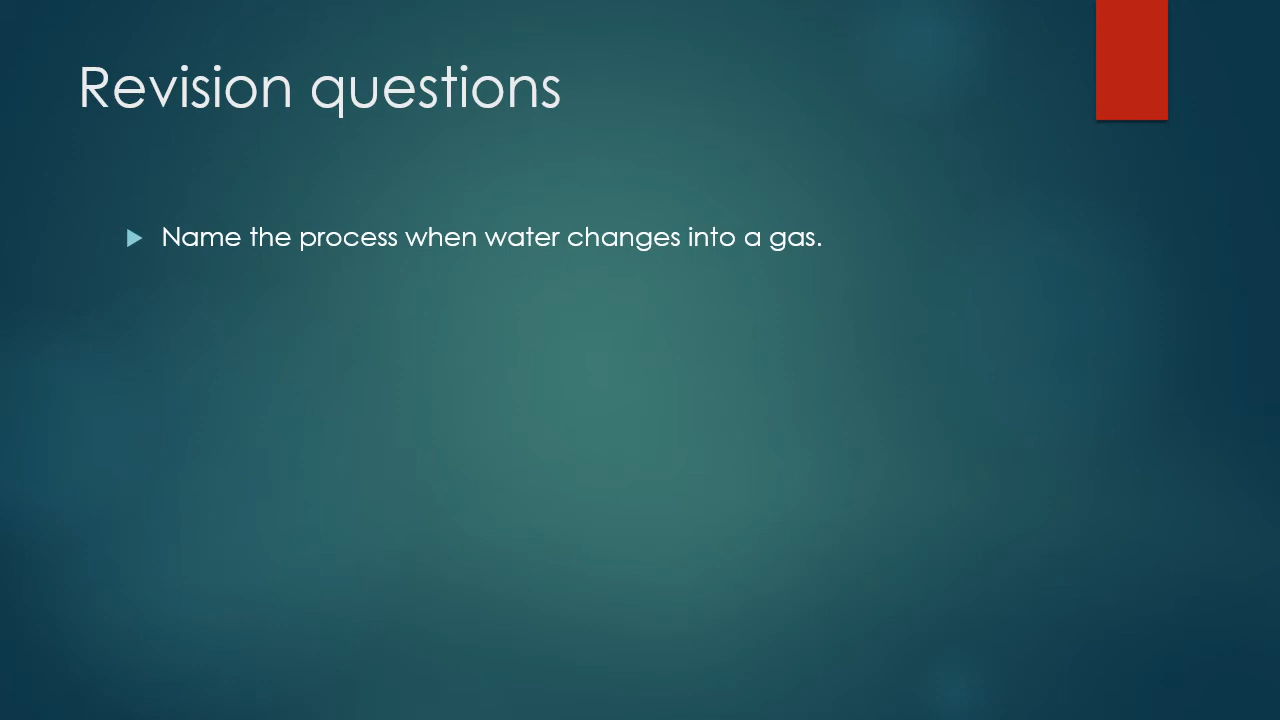 Revision questions
Name the process when water changes into a gas.